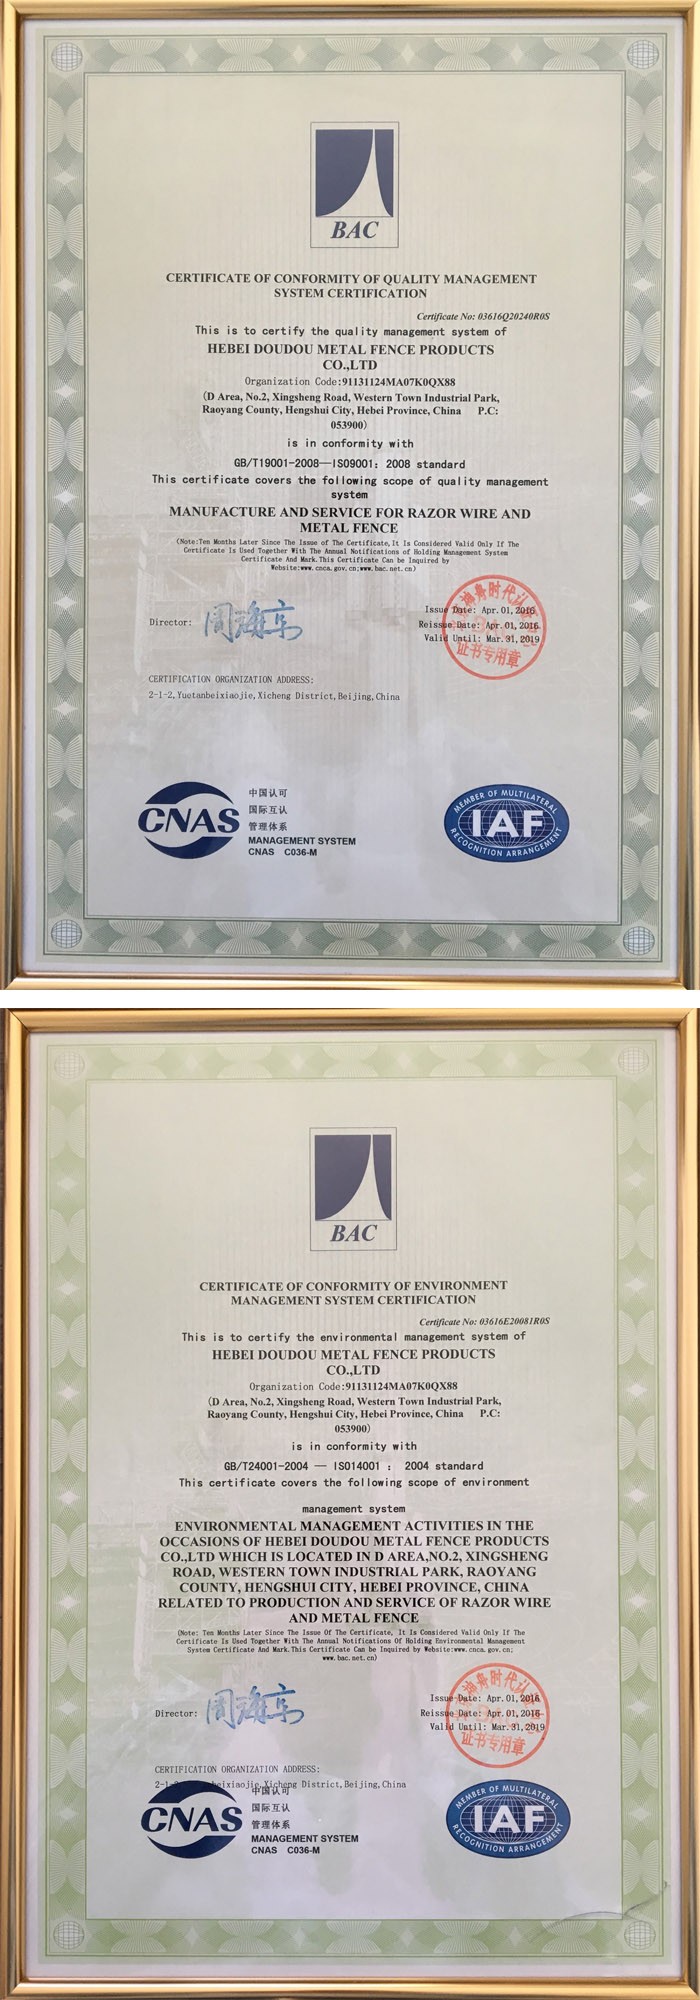 BAC
CERTIFICATE OF CONFORMITY OF QUALITY MANAGEMENT
SYSTEM CERTIFICATION
Certificate No: 03616Q20240R0S
This is to certify the quality management system of
HEBEI DOUDOU METAL FENCE PRODUCTS
CO.,LTD
Organization Code:91131124MA07K0QX88
(D Area, No.2, Xingsheng Road, Western Town Industrial Park,
Raoyang County, Hengshui City, Hebei Province, China P.C:
053900)
is in conformity with
GB/T19001-2008—ISO9001: 2008 standard
This certificate covers the following scope of quality management
system
MANUFACTURE AND SERVICE FOR RAZOR WIRE AND
METAL FENCE
(Note:Ten Months Later Since The Issue of The Certificate,It Is Considered Valid Only If The
Certificate Is Used Together With The Annual Notifications of Holding Management System
Certificate And Mark.This Certificate Can be Inquired by
Website:www.cnca.gov.cn;www.bac.net.cn)
Director:
Issue Date: Apr.01,2016
Reissue Date: Apr.01,2016
Valid Until: Mar.31,2019
证书专用章
CERTIFICATION ORGANIZATION ADDRESS:
2-1-2,Yuetanbeixiaojie,Xicheng District,Beijing,China
CNAS
中国认可
国际互认
管理体系
MANAGEMENT SYSTEM
CNAS C036-M
MEMBER OF MULTILATERAL
IAF
RECOGNITION ARRANGEMENT
BAC
CERTIFICATE OF CONFORMITY OF ENVIRONMENT
MANAGEMENT SYSTEM CERTIFICATION
Certificate No: 03616E20081R0S
This is to certify the environmental management system of
HEBEI DOUDOU METAL FENCE PRODUCTS
CO.,LTD
Organization Code:91131124MA07K0QX88
(D Area, No.2, Xingsheng Road, Western Town Industrial Park,
Raoyang County, Hengshui City, Hebei Province, China P.C:
053900)
is in conformity with
GB/T24001-2004 — ISO14001 : 2004 standard
This certificate covers the following scope of environment
management system
ENVIRONMENTAL MANAGEMENT ACTIVITIES IN THE
OCCASIONS OF HEBEI DOUDOU METAL FENCE PRODUCTS
CO.,LTD WHICH IS LOCATED IN D AREA,NO.2, XINGSHENG
ROAD, WESTERN TOWN INDUSTRIAL PARK, RAOYANG
COUNTY, HENGSHUI CITY, HEBEI PROVINCE, CHINA
RELATED TO PRODUCTION AND SERVICE OF RAZOR WIRE
AND METAL FENCE
(Note: Ten Months Later Since The Issue Of The Certificate, It Is Considered Valid Only If The
Certificate Is Used Together With The Annual Notifications Of Holding Environmental Management
System Certificate And Mark.This Certificate Can be Inquired by Website:www.cnca.gov.cn;
www.bac.net.cn)
Director:
Issue Date: Apr.01,2016
Reissue Date: Apr.01,2016
Valid Until: Mar.31,2019
证书专用章
CERTIFICATION ORGANIZATION ADDRESS:
District,Beijing,China
CNAS
中国认可
国际互认
管理体系
MANAGEMENT SYSTEM
CNAS C036-M
MEMBER OF MULTILATERAL
IAF
RECOGNITION ARRANGEMENT